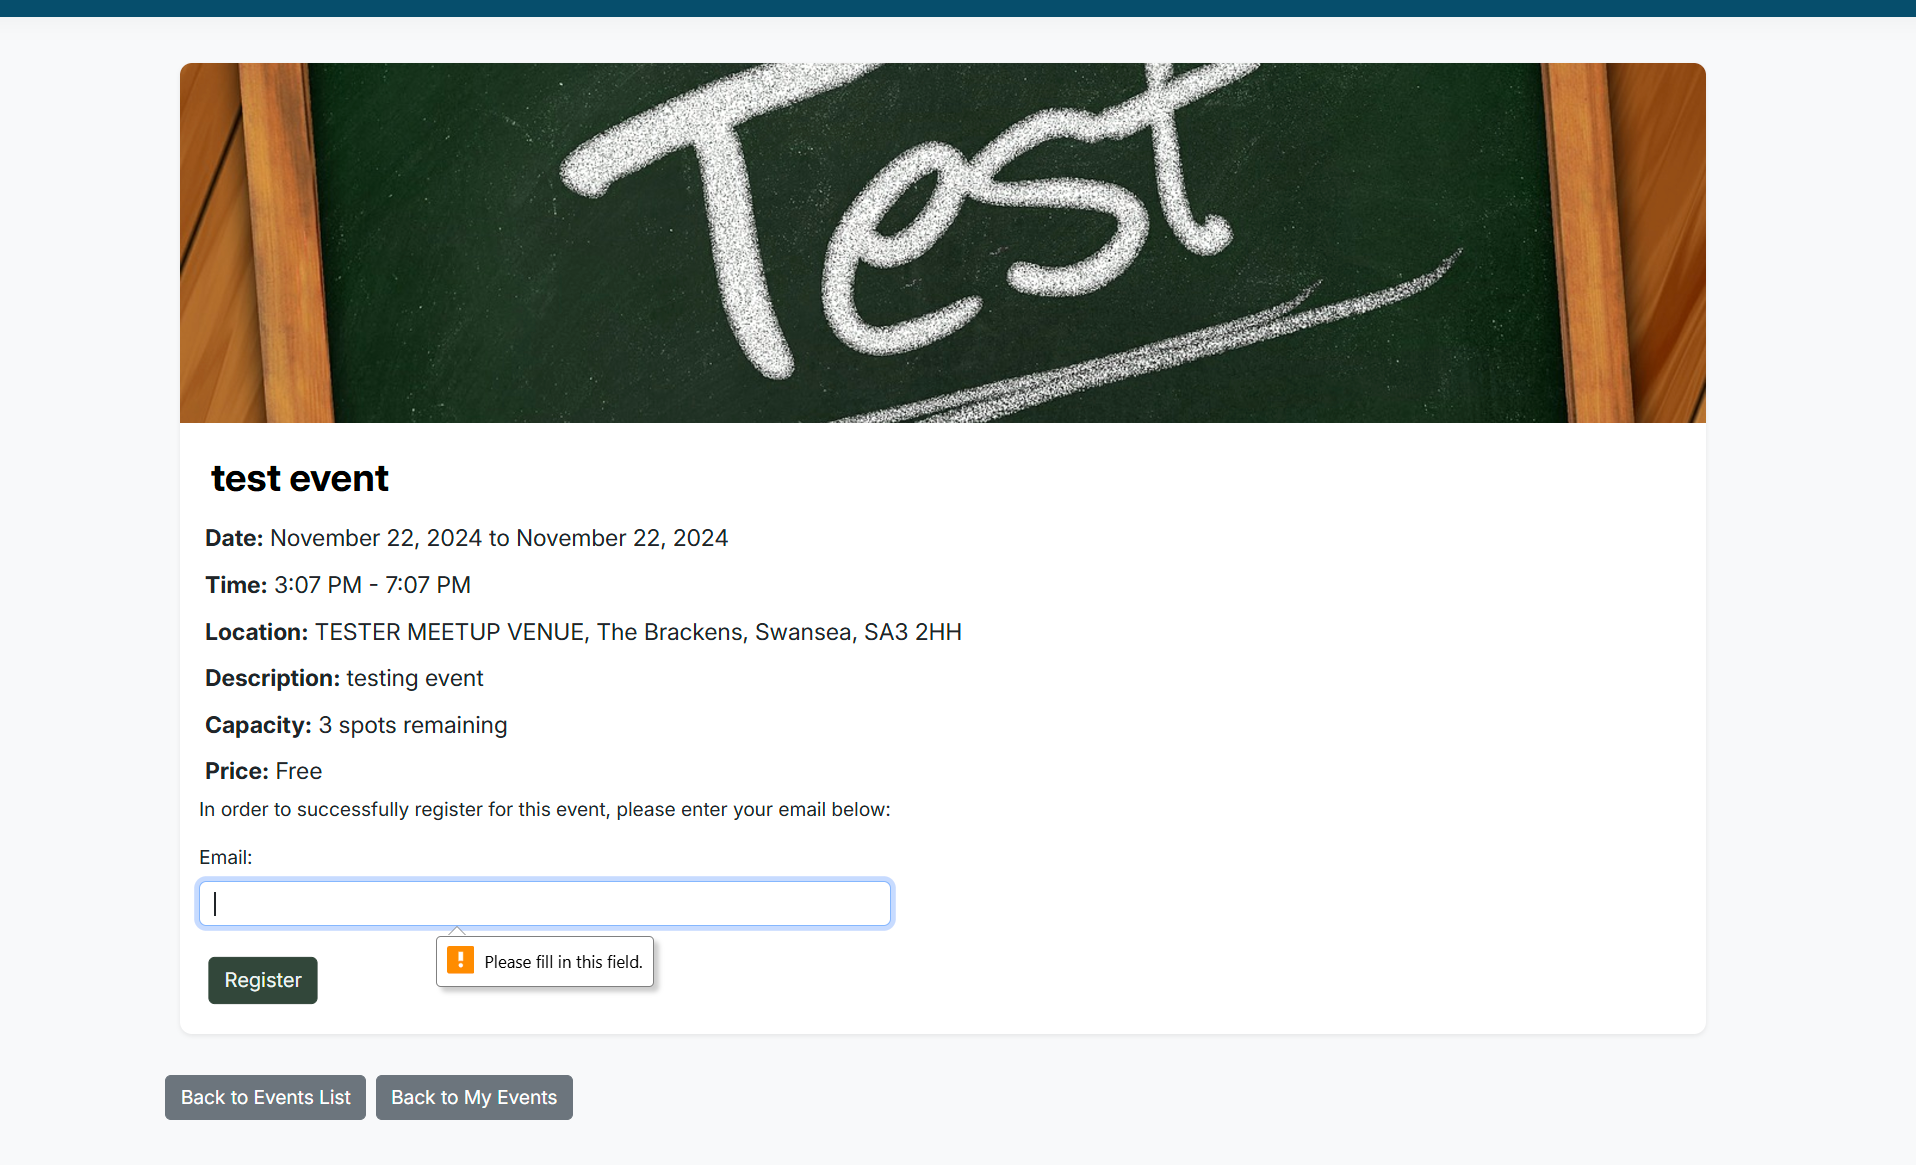 Test
test event
Date: November 22, 2024 to November 22, 2024
Time: 3:07 PM - 7:07 PM
Location: TESTER MEETUP VENUE, The Brackens, Swansea, SA3 2HH
Description: testing event
Capacity: 3 spots remaining
Price: Free
In order to successfully register for this event, please enter your email below:
Email:
Please fill in this field.
Register
Back to Events List
Back to My Events